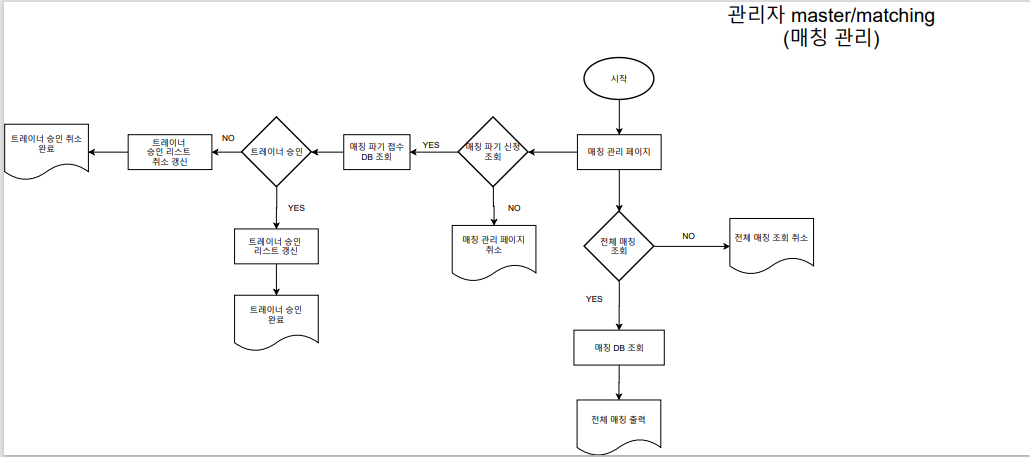 관리자 master/matching
(매칭 관리)
시작
매칭 관리 페이지
매칭 파기 신청
조회
YES
매칭 파기 접수
DB 조회
트레이너 승인
NO
트레이너
승인 리스트
취소 갱신
트레이너 승인 취소
완료
YES
트레이너 승인
리스트 갱신
트레이너 승인
완료
NO
매칭 관리 페이지
취소
전체 매칭
조회
NO
전체 매칭 조회 취소
YES
매칭 DB 조회
전체 매칭 출력